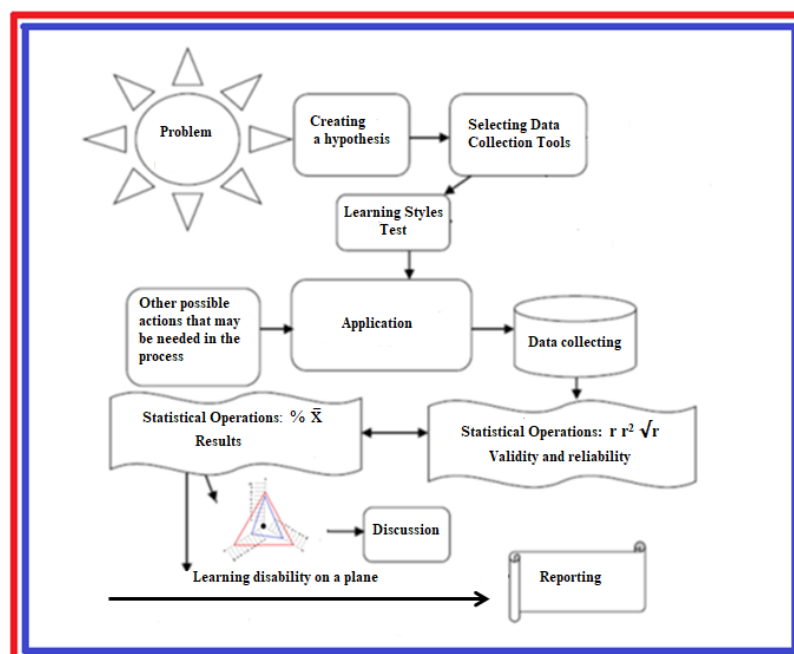 Problem
Creating
a hypothesis
Selecting Data
Collection Tools
Learning Styles
Test
Other possible
actions that may
be needed in the
process
Application
Data collecting
Statistical Operations: % X̄
Results
Statistical Operations: r r² √r
Validity and reliability
Discussion
Learning disability on a plane
Reporting